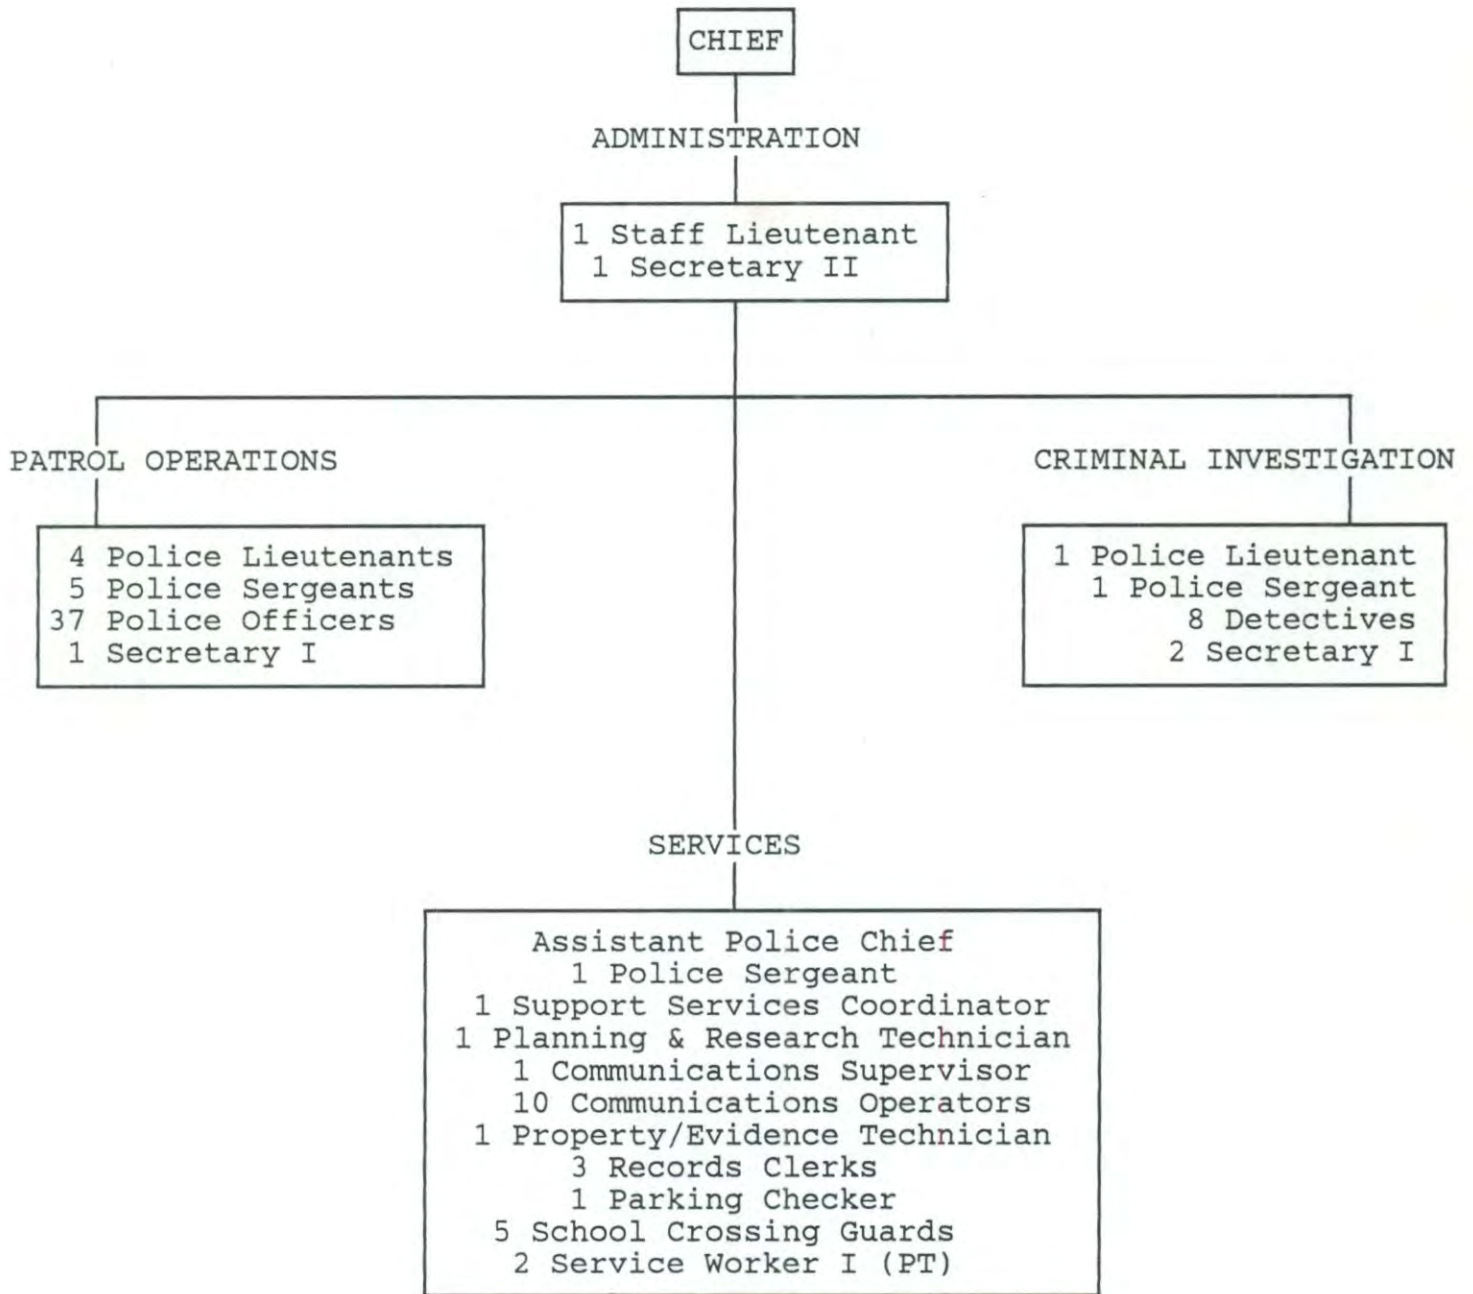 CHIEF
ADMINISTRATION
1 Staff Lieutenant
1 Secretary II
PATROL OPERATIONS
4 Police Lieutenants
5 Police Sergeants
37 Police Officers
1 Secretary I
CRIMINAL INVESTIGATION
1 Police Lieutenant
1 Police Sergeant
8 Detectives
2 Secretary I
SERVICES
Assistant Police Chief
1 Police Sergeant
1 Support Services Coordinator
1 Planning & Research Technician
1 Communications Supervisor
10 Communications Operators
1 Property/Evidence Technician
3 Records Clerks
1 Parking Checker
5 School Crossing Guards
2 Service Worker I (PT)